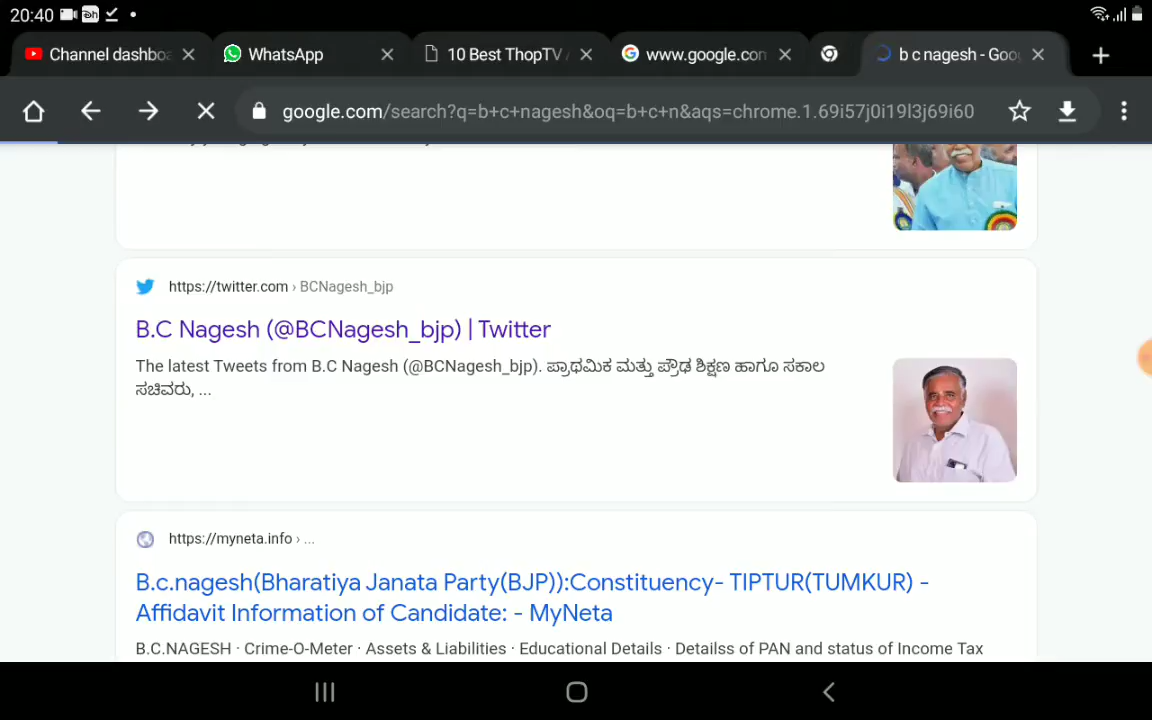 20:40
Channel dashboa
WhatsApp
10 Best ThopTV
www.google.con
b c nagesh - Goo
google.com/search?q=b+c+nagesh&oq=b+c+n&aqs=chrome.1.69i57j0i19l3j69i60
https://twitter.com › BCNagesh_bjp
B.C Nagesh (@BCNagesh_bjp) | Twitter
The latest Tweets from B.C Nagesh (@BCNagesh_bjp). ಪ್ರಾಥಮಿಕ ಮತ್ತು ಪ್ರೌಢ ಶಿಕ್ಷಣ ಹಾಗೂ ಸಕಾಲ
ಸಚಿವರು, ...
https://myneta.info › ...
B.c.nagesh(Bharatiya Janata Party(BJP)):Constituency- TIPTUR(TUMKUR) -
Affidavit Information of Candidate: - MyNeta
B.C.NAGESH · Crime-O-Meter · Assets & Liabilities · Educational Details · Detailss of PAN and status of Income Tax